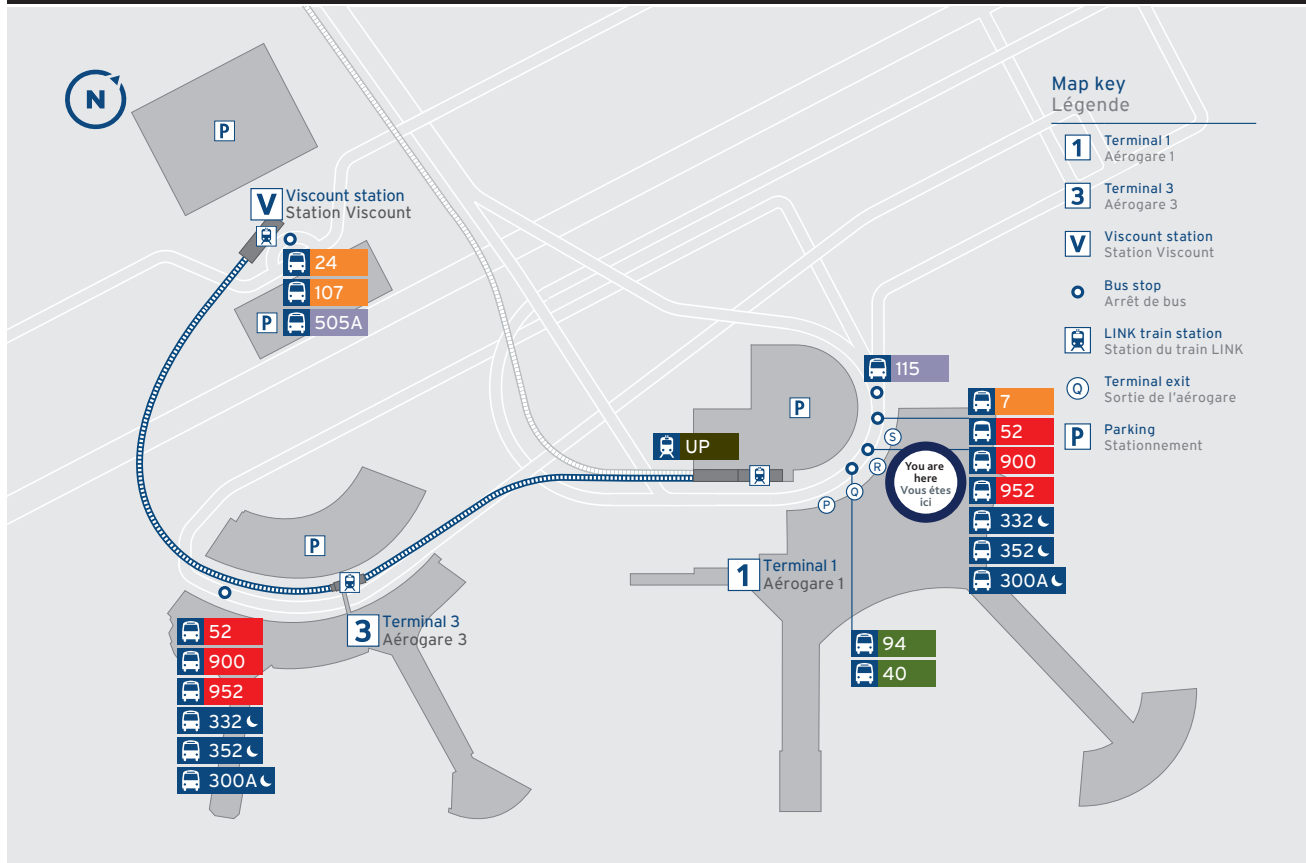 N
P
V
Viscount station
Station Viscount
24
107
505A
P
UP
P
115
7
52
900
952
332
352
300A
S
R
Q
P
You are
here
Vous étes
ici
1
Terminal 1
Aérogare 1
94
40
P
3
Terminal 3
Aérogare 3
52
900
952
332
352
300A
Map key
Légende
1
Terminal 1
Aérogare 1
3
Terminal 3
Aérogare 3
V
Viscount station
Station Viscount
Bus stop
Arrêt de bus
LINK train station
Station du train LINK
Q
Terminal exit
Sortie de l'aérogare
P
Parking
Stationnement